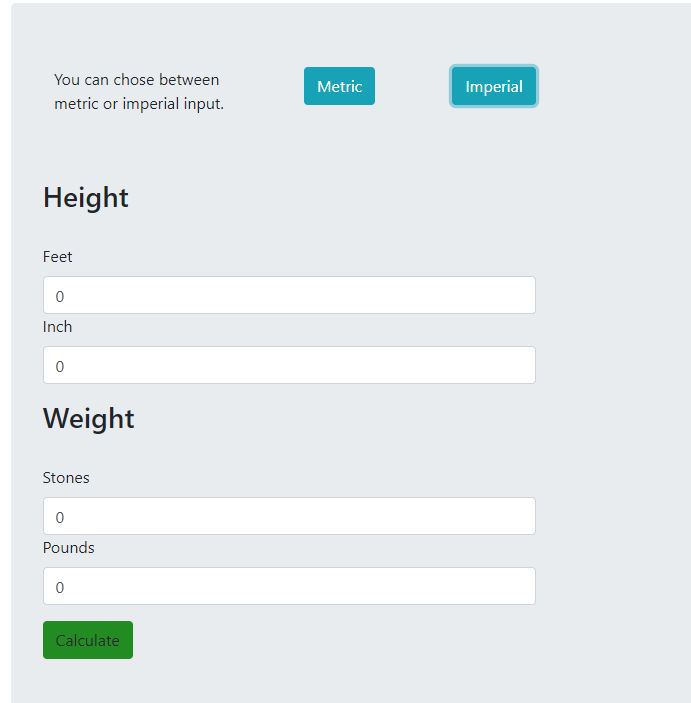 You can chose between
metric or imperial input.
Metric
Imperial
Height
Feet
0
Inch
0
Weight
Stones
0
Pounds
0
Calculate